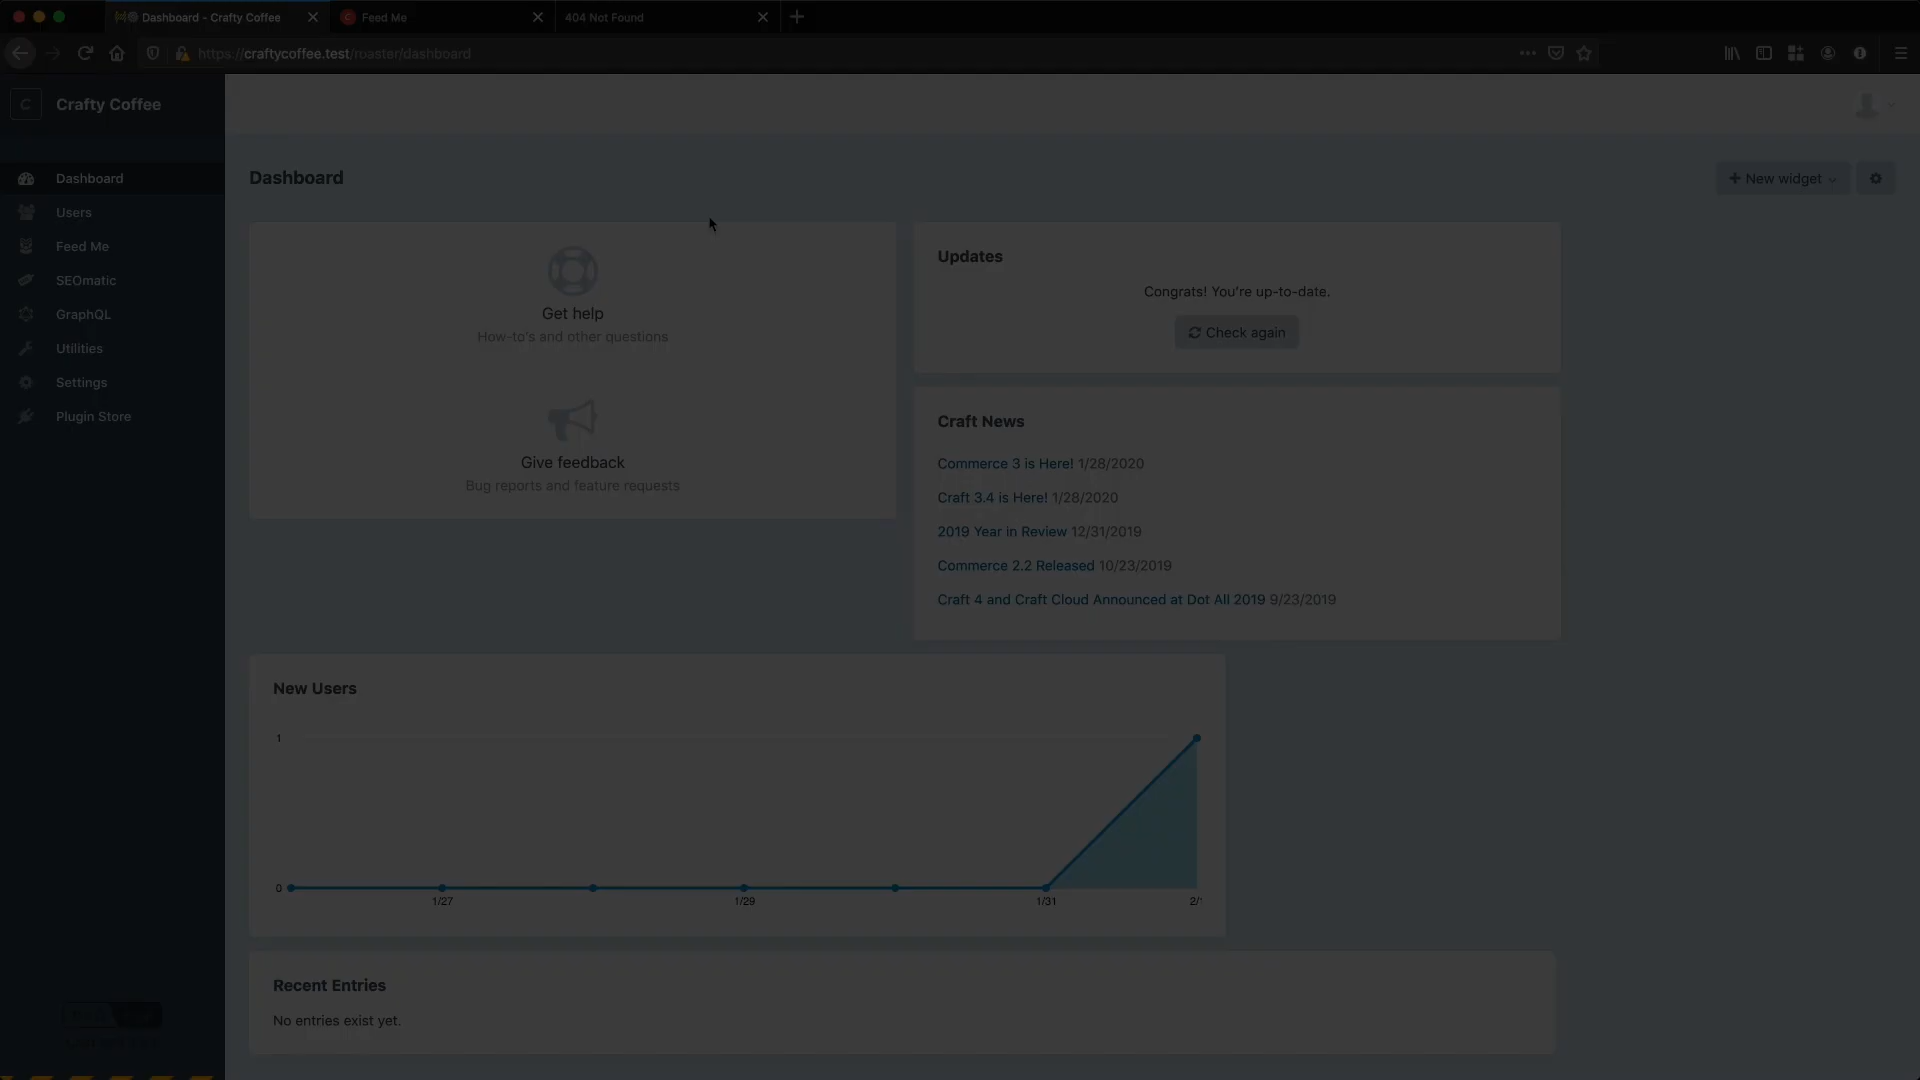 Dashboard - Crafty Coffee
Feed Me
404 Not Found
https://craftycoffee.test/roaster/dashboard
C
Crafty Coffee
Dashboard
Users
Feed Me
SEOmatic
GraphQL
Utilities
Settings
Plugin Store
Dashboard
New widget
Get help
How-to's and other questions
Give feedback
Bug reports and feature requests
Updates
Congrats! You're up-to-date.
Check again
Craft News
Commerce 3 is Here! 1/28/2020
Craft 3.4 is Here! 1/28/2020
2019 Year in Review 12/31/2019
Commerce 2.2 Released 10/23/2019
Craft 4 and Craft Cloud Announced at Dot All 2019 9/23/2019
New Users
1
0
1/27
1/29
1/31
Recent Entries
No entries exist yet.